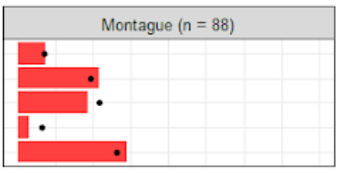 Montague (n = 88)